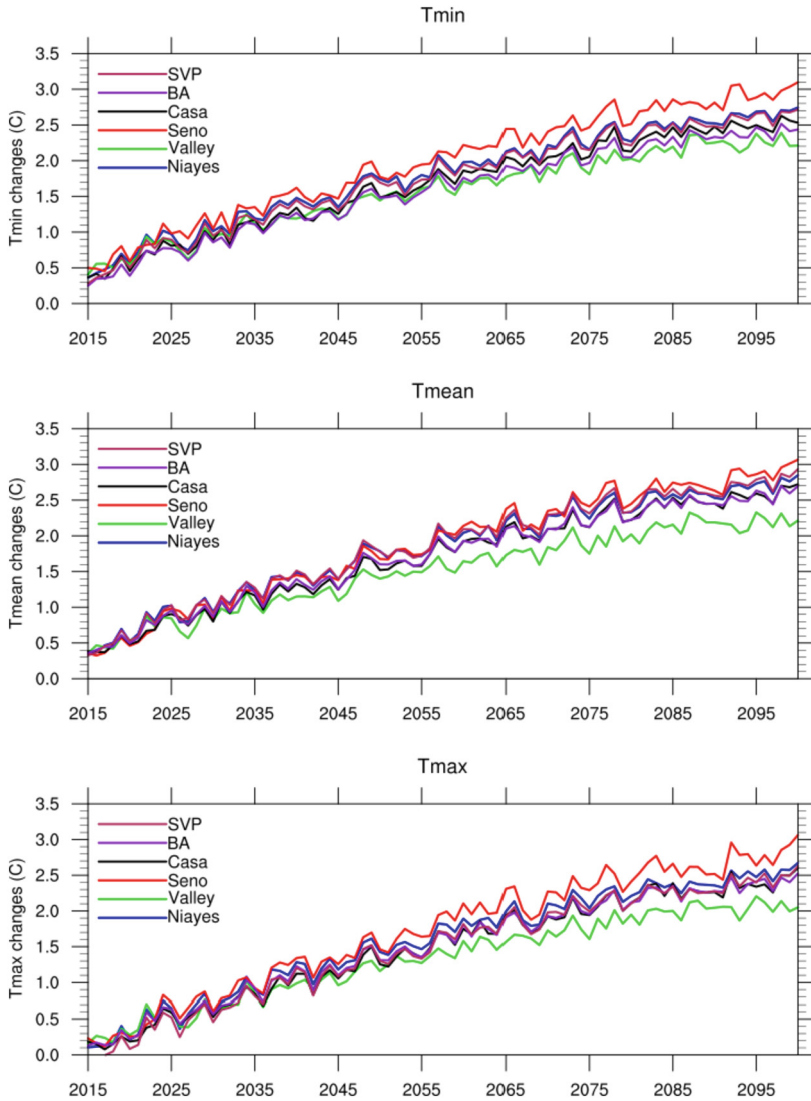 Tmin
Tmin changes (C)
3.5
3.0
2.5
2.0
1.5
1.0
0.5
0.0
SVP
BA
Casa
Seno
Valley
Niayes
2015 2025 2035 2045 2055 2065 2075 2085 2095
Tmean
Tmean changes (C)
3.5
3.0
2.5
2.0
1.5
1.0
0.5
0.0
SVP
BA
Casa
Seno
Valley
Niayes
2015 2025 2035 2045 2055 2065 2075 2085 2095
Tmax
Tmax changes (C)
3.5
3.0
2.5
2.0
1.5
1.0
0.5
0.0
SVP
BA
Casa
Seno
Valley
Niayes
2015 2025 2035 2045 2055 2065 2075 2085 2095